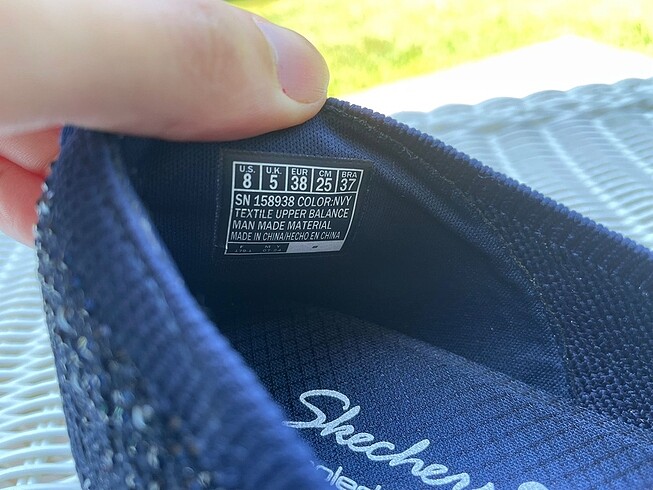 U.S. U.K. EUR CM BRA
8 5 38 25 37
SN 158938 COLOR:NVY
TEXTILE UPPER BALANCE
MAN MADE MATERIAL
MADE IN CHINA/HECHO EN CHINA
Skechers